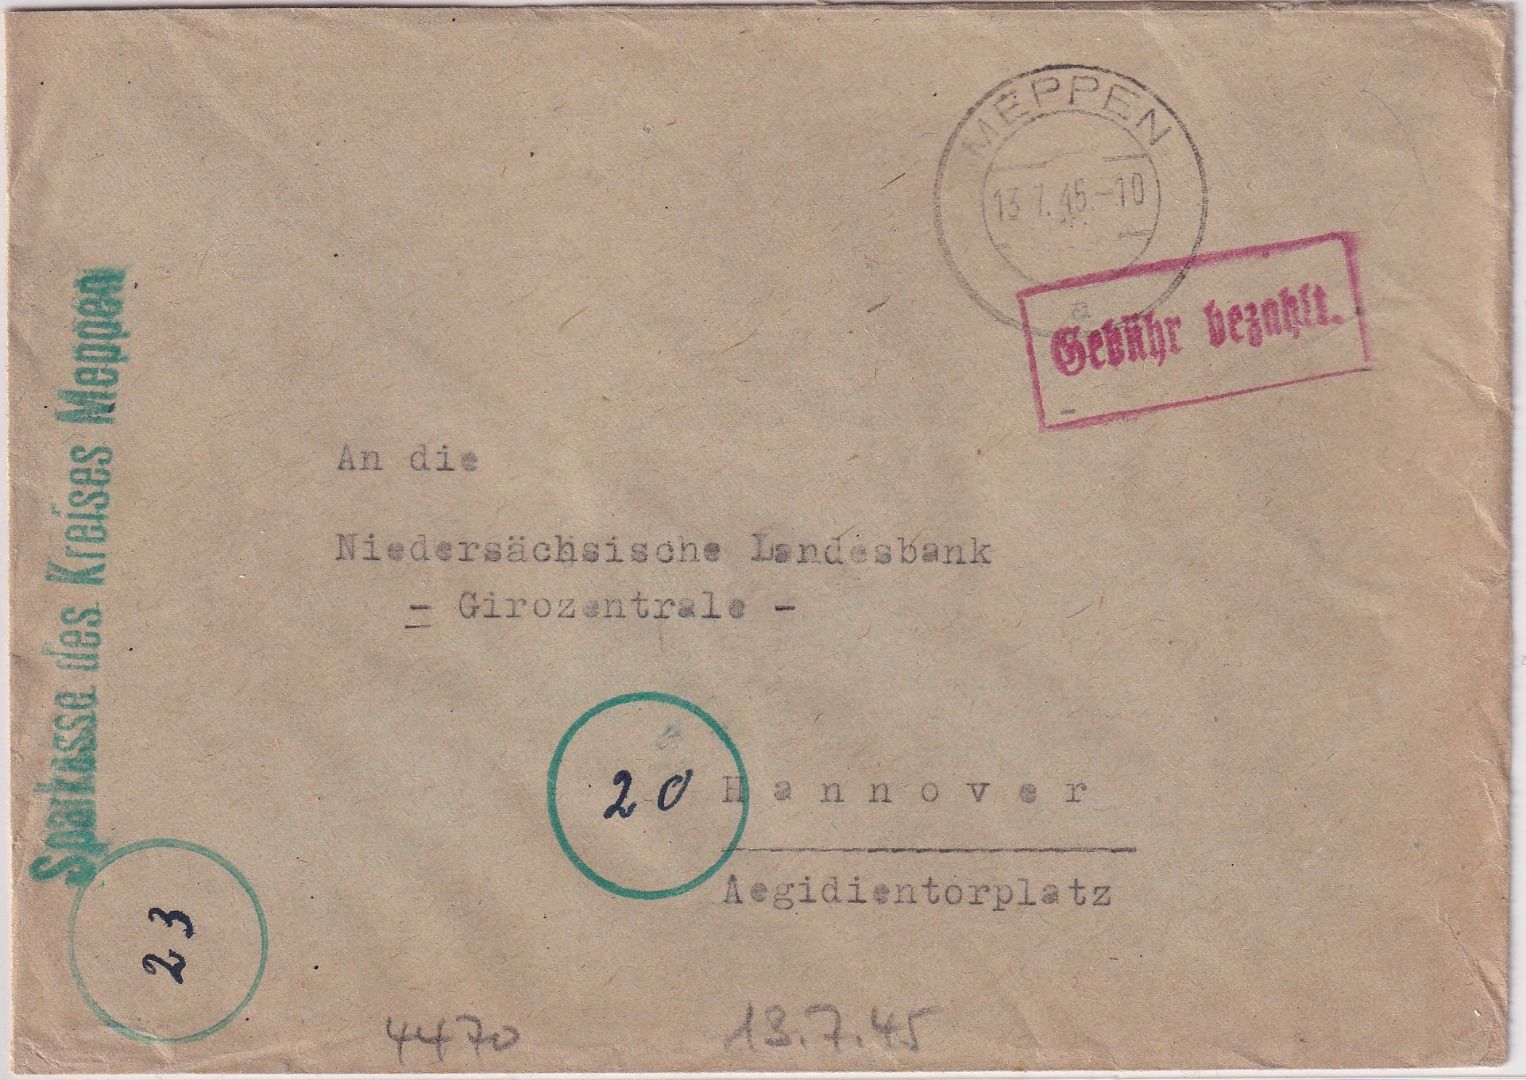 MEPPEN
13.7.45.-10
a
Gebühr bezahlt.
Sparkasse des Kreises Meppen
23
An die
Niedersächsische Landesbank
- Girozentrale -
20
Hannover
Aegidientorplatz
4470
13.7.45